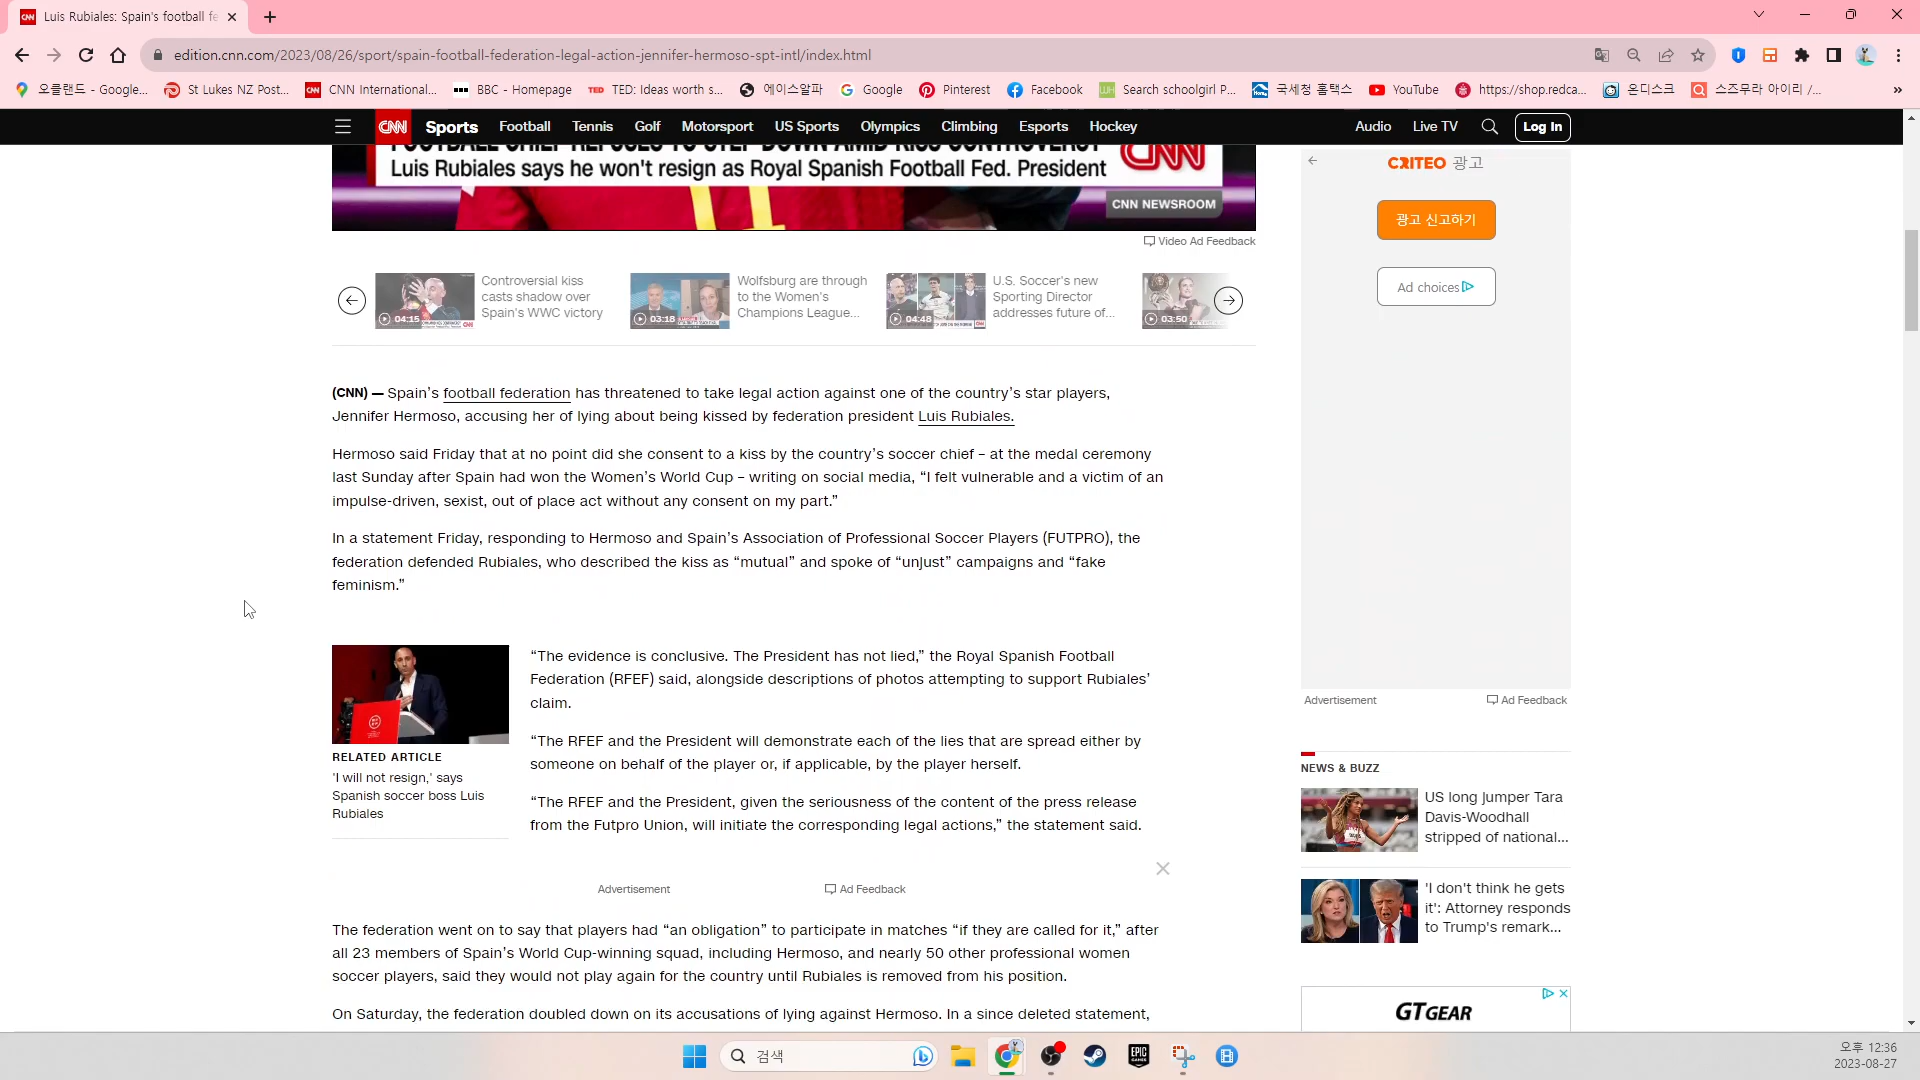 CNN Luis Rubiales: Spain's football fe
edition.cnn.com/2023/08/26/sport/spain-football-federation-legal-action-jennifer-hermoso-spt-intl/index.html
오클랜드 - Google... St Lukes NZ Post... CNN International... BBC - Homepage TED: Ideas worth s... 에이스알파 Google Pinterest Facebook Search schoolgirl P... 국세청 홈택스 YouTube https://shop.redca... 온디스크 스즈무라 아이리 /... »
CNN Sports Football Tennis Golf Motorsport US Sports Olympics Climbing Esports Hockey Audio Live TV Log In
FOOTBALL CHIEF REFUSES TO STEP DOWN AMID KISS CONTROVERSY
Luis Rubiales says he won't resign as Royal Spanish Football Fed. President
CNN
CNN NEWSROOM
Video Ad Feedback
Controversial kiss
casts shadow over
Spain's WWC victory
04:15
Wolfsburg are through
to the Women's
Champions League...
03:18
U.S. Soccer's new
Sporting Director
addresses future of...
04:48
03:50
(CNN) — Spain's football federation has threatened to take legal action against one of the country's star players,
Jennifer Hermoso, accusing her of lying about being kissed by federation president Luis Rubiales.
Hermoso said Friday that at no point did she consent to a kiss by the country's soccer chief – at the medal ceremony
last Sunday after Spain had won the Women's World Cup – writing on social media, “I felt vulnerable and a victim of an
impulse-driven, sexist, out of place act without any consent on my part.”
In a statement Friday, responding to Hermoso and Spain's Association of Professional Soccer Players (FUTPRO), the
federation defended Rubiales, who described the kiss as “mutual” and spoke of “unjust” campaigns and “fake
feminism.”
RELATED ARTICLE
'I will not resign,' says
Spanish soccer boss Luis
Rubiales
“The evidence is conclusive. The President has not lied,” the Royal Spanish Football
Federation (RFEF) said, alongside descriptions of photos attempting to support Rubiales'
claim.
“The RFEF and the President will demonstrate each of the lies that are spread either by
someone on behalf of the player or, if applicable, by the player herself.
“The RFEF and the President, given the seriousness of the content of the press release
from the Futpro Union, will initiate the corresponding legal actions,” the statement said.
Advertisement Ad Feedback
The federation went on to say that players had “an obligation” to participate in matches “if they are called for it,” after
all 23 members of Spain's World Cup-winning squad, including Hermoso, and nearly 50 other professional women
soccer players, said they would not play again for the country until Rubiales is removed from his position.
On Saturday, the federation doubled down on its accusations of lying against Hermoso. In a since deleted statement,
CRITEO 광고
광고 신고하기
Ad choices
Advertisement Ad Feedback
NEWS & BUZZ
US long jumper Tara
Davis-Woodhall
stripped of national...
'I don't think he gets
it': Attorney responds
to Trump's remark...
GTGEAR
검색
EPIC
오후 12:36
2023-08-27